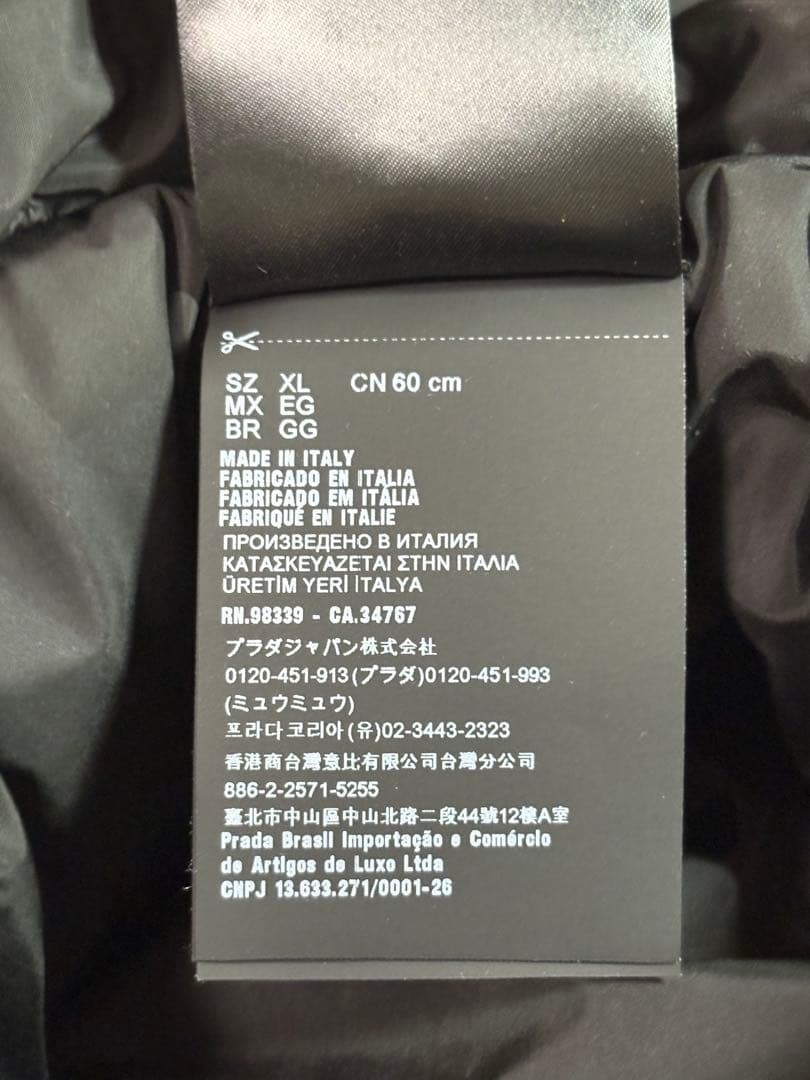 SZ XL CN 60 cm
MX EG
BR GG
MADE IN ITALY
FABRICADO EN ITALIA
FABRICADO EM ITÁLIA
FABRIQUÉ EN ITALIE
ПРОИЗВЕДЕНО В ИТАЛИЯ
ΚΑΤΑΣΚΕΥΑΖΕΤΑΙ ΣΤΗΝ ΙΤΑΛΙΑ
ÜRETİM YERİ İTALYA
RN.98339 - CA.34767
プラダジャパン株式会社
0120-451-913(プラダ)0120-451-993
(ミュウミュウ)
프라다코리아(유)02-3443-2323
香港商台灣意比有限公司台灣分公司
886-2-2571-5255
臺北市中山區中山北路二段44號12樓A室
Prada Brasil Importação e Comércio
de Artigos de Luxo Ltda
CNPJ 13.633.271/0001-26